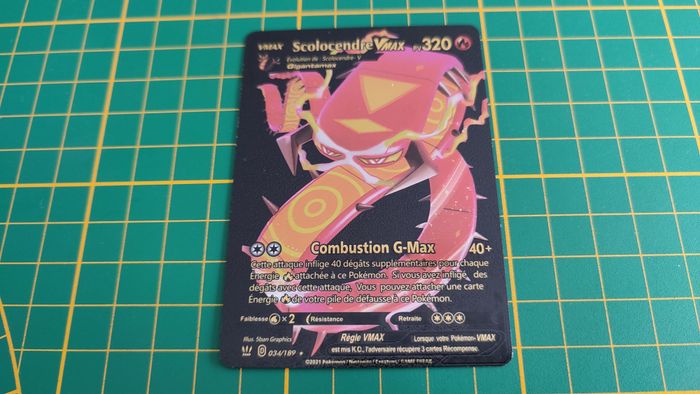 VMAX Scolocendre VMAX PV 320
Évolution de : Scolocendre-V
Gigantamax
Combustion G-Max 40+
Cette attaque inflige 40 dégâts supplémentaires pour chaque
Énergie attachée à ce Pokémon. Si vous avez infligé des
dégâts avec cette attaque, Vous pouvez attacher une carte
Énergie de votre pile de défausse à ce Pokémon.
Faiblesse X 2 Résistance Retraite
Illus. 5ban Graphics
Règle VMAX Lorsque votre Pokémon-VMAX
est mis K.O., l'adversaire récupère 3 cartes Récompense.
034/189
©2021 Pokémon / Nintendo / Creatures / GAME FREAK